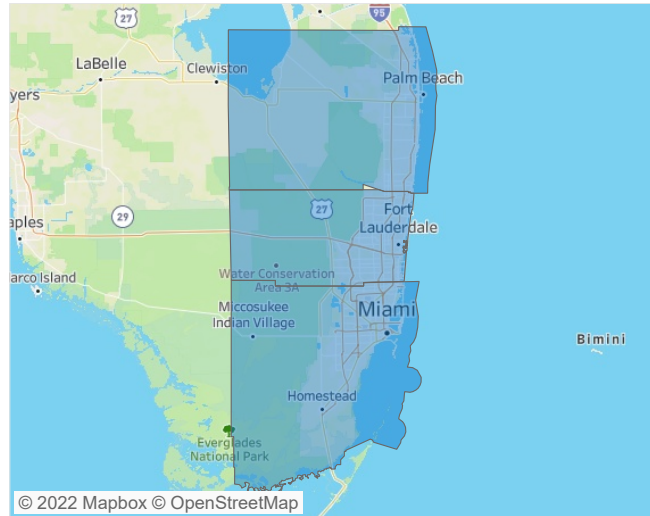 27
95
LaBelle
Clewiston
Palm Beach
yers
29
27
Fort
Lauderdale
aples
Water Conservation
Area 3A
arco Island
Miccosukee
Indian Village
Miami
Bimini
Homestead
Everglades
National Park
© 2022 Mapbox © OpenStreetMap